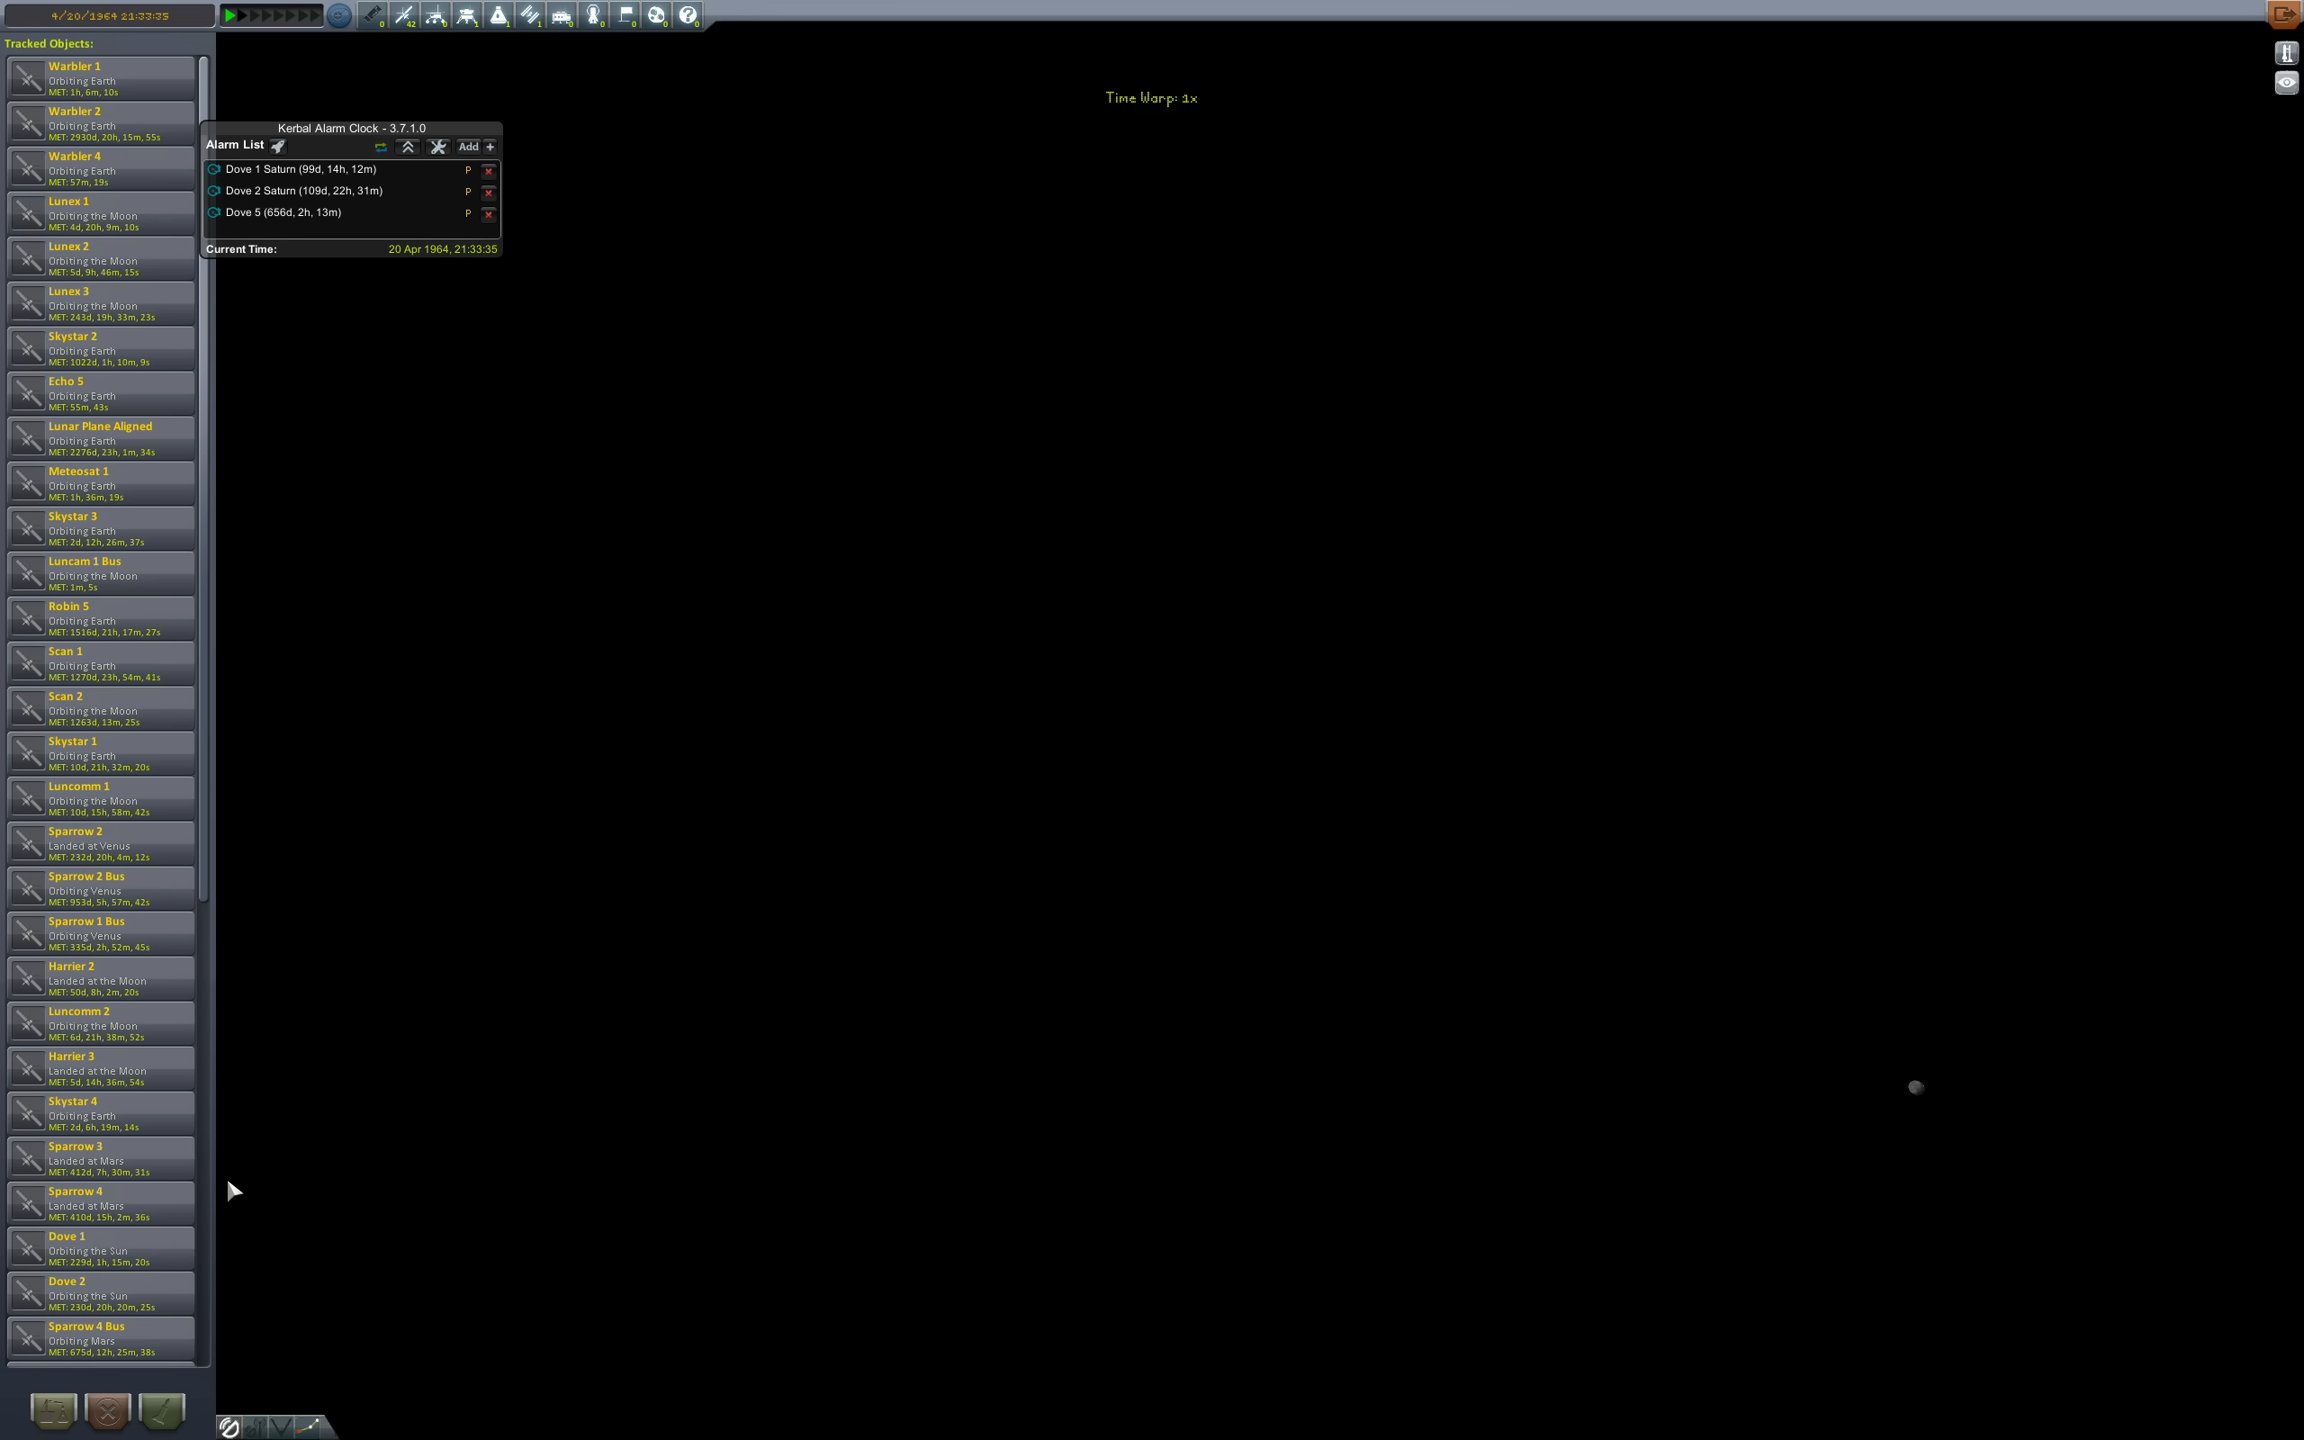 4/20/1964 21:33:35
0
42
0
1
1
1
0
0
0
0
0
Tracked Objects:
Time Warp: 1x
Warbler 1
Orbiting Earth
MET: 1h, 6m, 10s
Warbler 2
Orbiting Earth
MET: 2930d, 20h, 15m, 55s
Kerbal Alarm Clock - 3.7.1.0
Alarm List
Add +
Dove 1 Saturn (99d, 14h, 12m) P
Dove 2 Saturn (109d, 22h, 31m) P
Dove 5 (656d, 2h, 13m) P
Current Time: 20 Apr 1964, 21:33:35
Warbler 4
Orbiting Earth
MET: 57m, 19s
Lunex 1
Orbiting the Moon
MET: 4d, 20h, 9m, 10s
Lunex 2
Orbiting the Moon
MET: 5d, 9h, 46m, 15s
Lunex 3
Orbiting the Moon
MET: 243d, 19h, 33m, 23s
Skystar 2
Orbiting Earth
MET: 1022d, 1h, 10m, 9s
Echo 5
Orbiting Earth
MET: 55m, 43s
Lunar Plane Aligned
Orbiting Earth
MET: 2276d, 23h, 1m, 34s
Meteosat 1
Orbiting Earth
MET: 1h, 36m, 19s
Skystar 3
Orbiting Earth
MET: 2d, 12h, 26m, 37s
Luncam 1 Bus
Orbiting the Moon
MET: 1m, 5s
Robin 5
Orbiting Earth
MET: 1516d, 21h, 17m, 27s
Scan 1
Orbiting Earth
MET: 1270d, 23h, 54m, 41s
Scan 2
Orbiting the Moon
MET: 1263d, 13m, 25s
Skystar 1
Orbiting Earth
MET: 10d, 21h, 32m, 20s
Luncomm 1
Orbiting the Moon
MET: 10d, 15h, 58m, 42s
Sparrow 2
Landed at Venus
MET: 232d, 20h, 4m, 12s
Sparrow 2 Bus
Orbiting Venus
MET: 953d, 5h, 57m, 42s
Sparrow 1 Bus
Orbiting Venus
MET: 335d, 2h, 52m, 45s
Harrier 2
Landed at the Moon
MET: 50d, 8h, 2m, 20s
Luncomm 2
Orbiting the Moon
MET: 6d, 21h, 38m, 52s
Harrier 3
Landed at the Moon
MET: 5d, 14h, 36m, 54s
Skystar 4
Orbiting Earth
MET: 2d, 6h, 19m, 14s
Sparrow 3
Landed at Mars
MET: 412d, 7h, 30m, 31s
Sparrow 4
Landed at Mars
MET: 410d, 15h, 2m, 36s
Dove 1
Orbiting the Sun
MET: 229d, 1h, 15m, 20s
Dove 2
Orbiting the Sun
MET: 230d, 20h, 20m, 25s
Sparrow 4 Bus
Orbiting Mars
MET: 675d, 12h, 25m, 38s